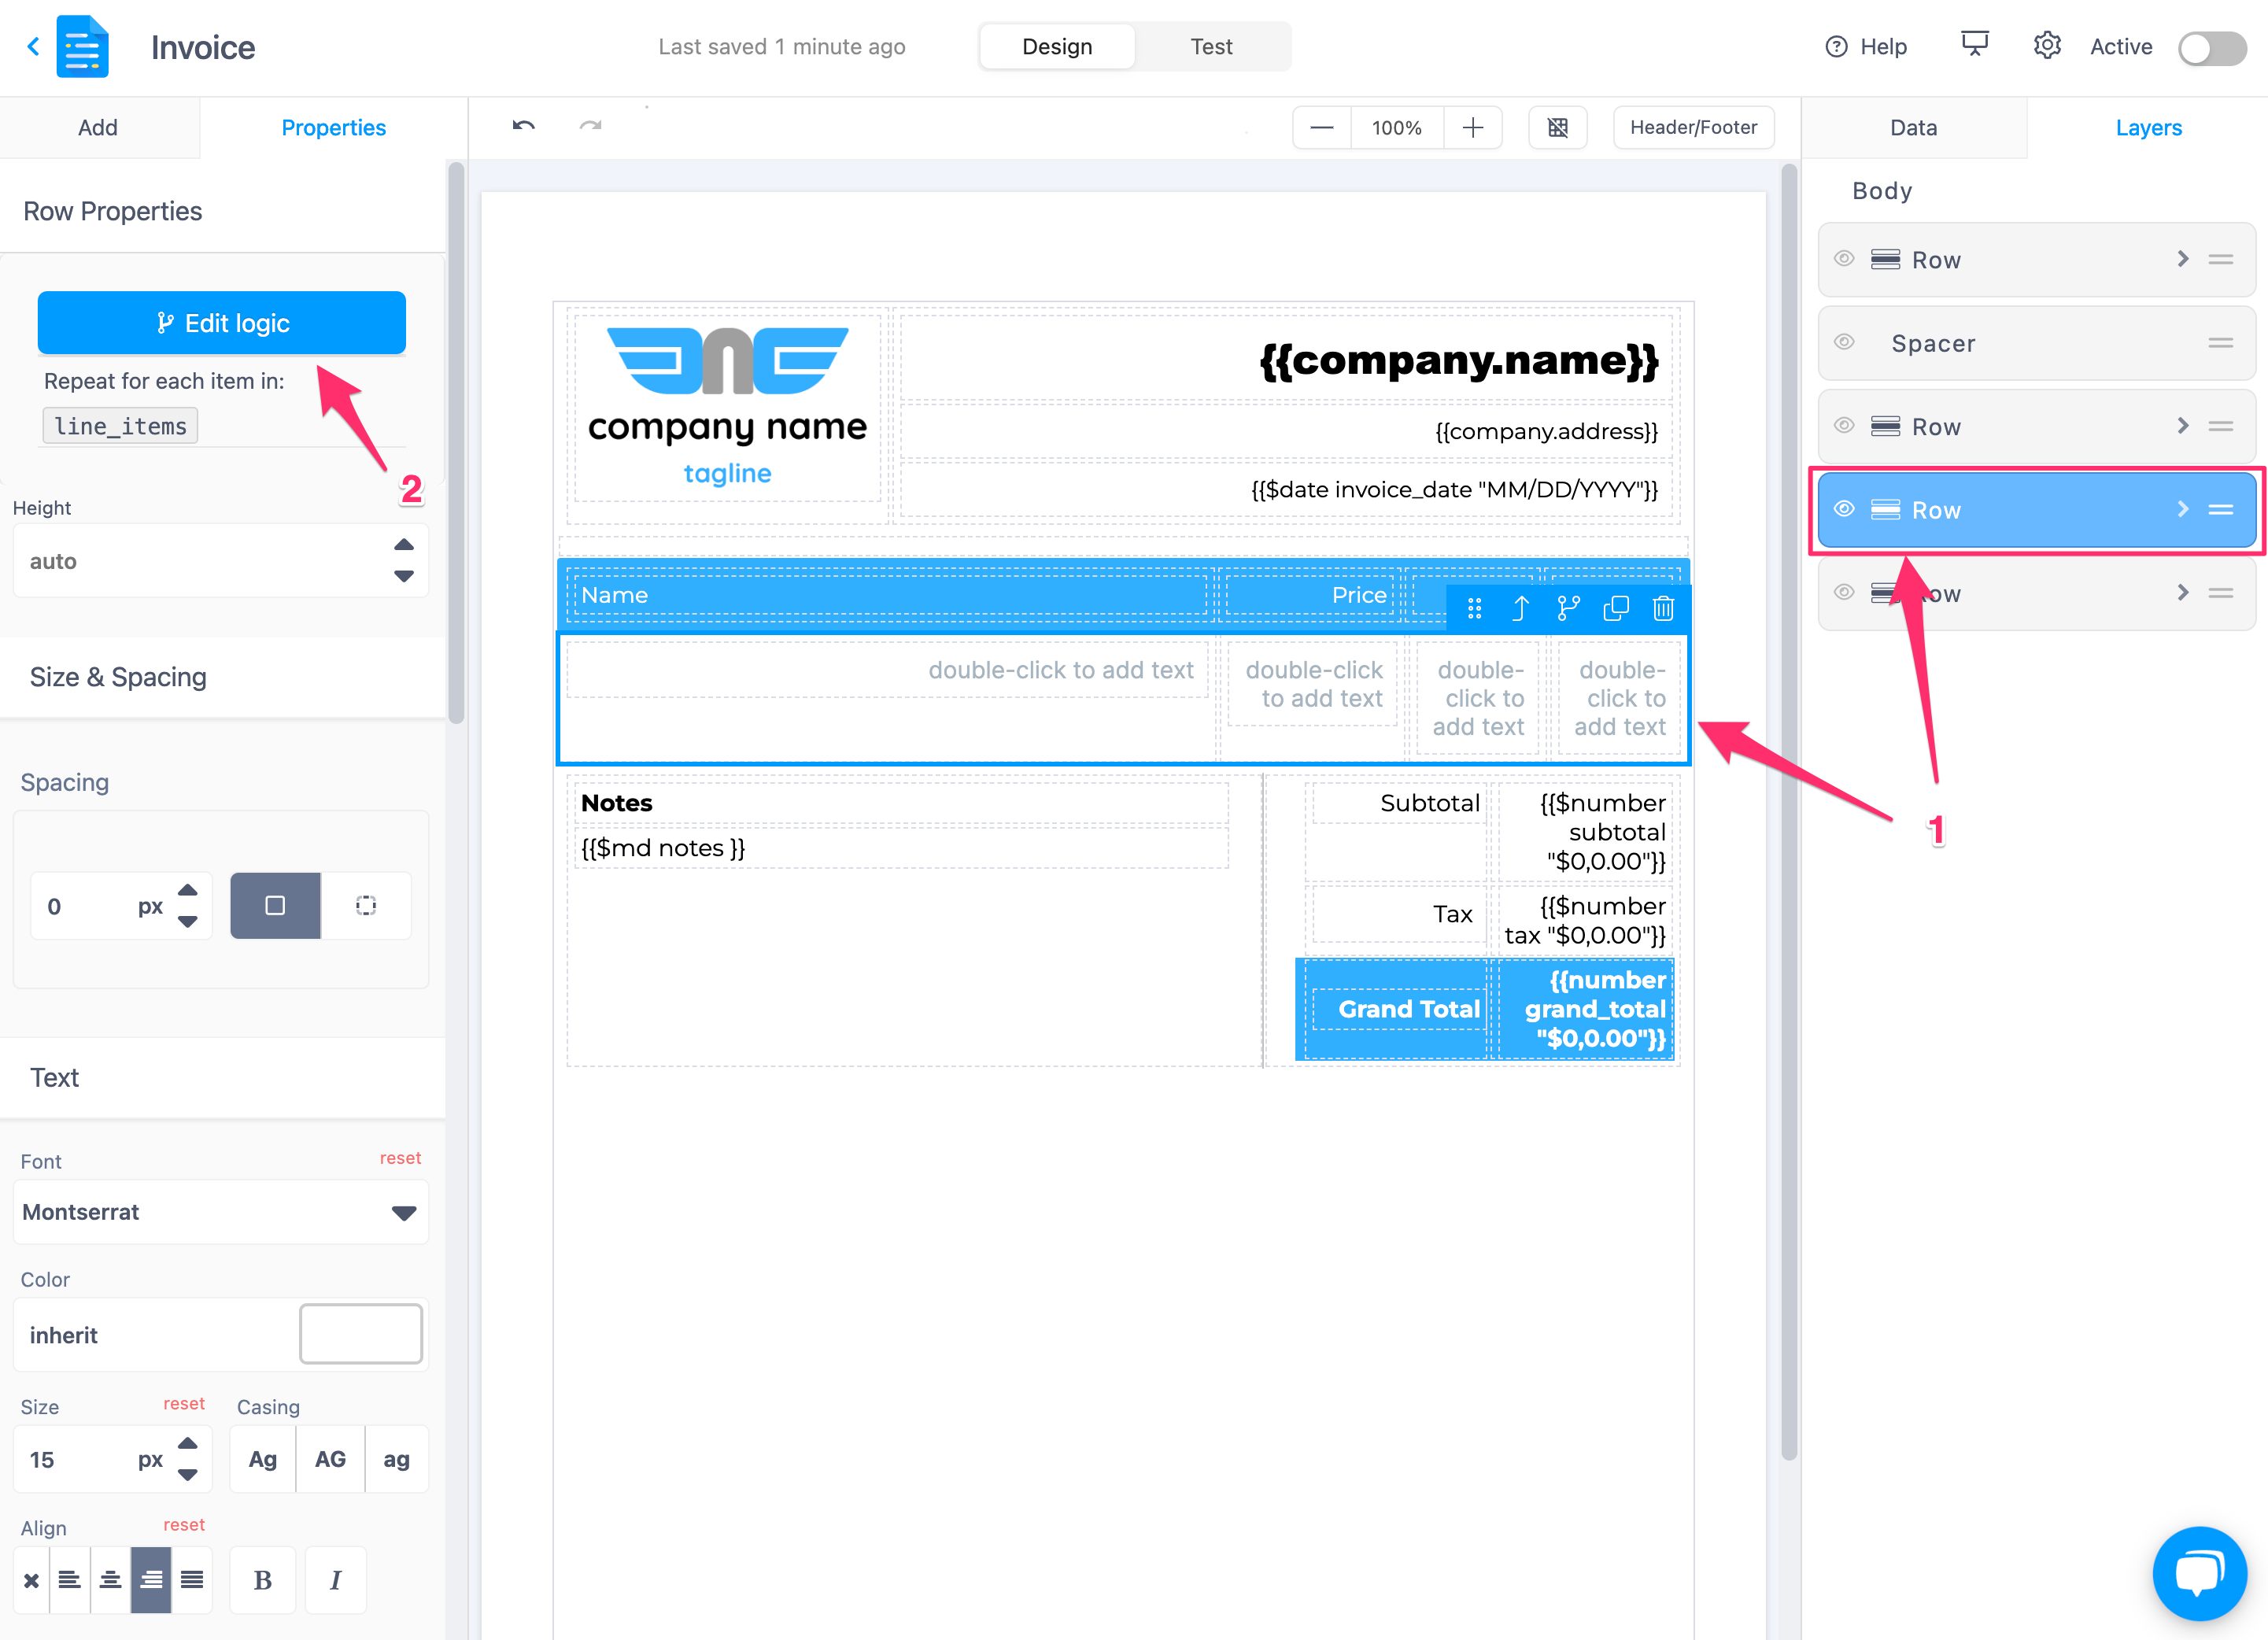 Invoice
Last saved 1 minute ago
Design
Test
Help
Active
Add
Properties
100%
Header/Footer
Data
Layers
Row Properties
Edit logic
Repeat for each item in:
line_items
2
Height
auto
Size & Spacing
Spacing
0 px
Text
Font
reset
Montserrat
Color
inherit
Size
reset
Casing
15 px
Ag
AG
ag
Align
reset
B
I
company name
tagline
{{company.name}}
{{company.address}}
{{$date invoice_date "MM/DD/YYYY"}}
Name
Price
double-click to add text
double-click
to add text
double-
click to
add text
double-
click to
add text
Notes
{{$md notes }}
Subtotal
{{$number
subtotal
"$0,0.00"}}
Tax
{{$number
tax "$0,0.00"}}
Grand Total
{{number
grand_total
"$0,0.00"}}
Body
Row
Spacer
Row
Row
1